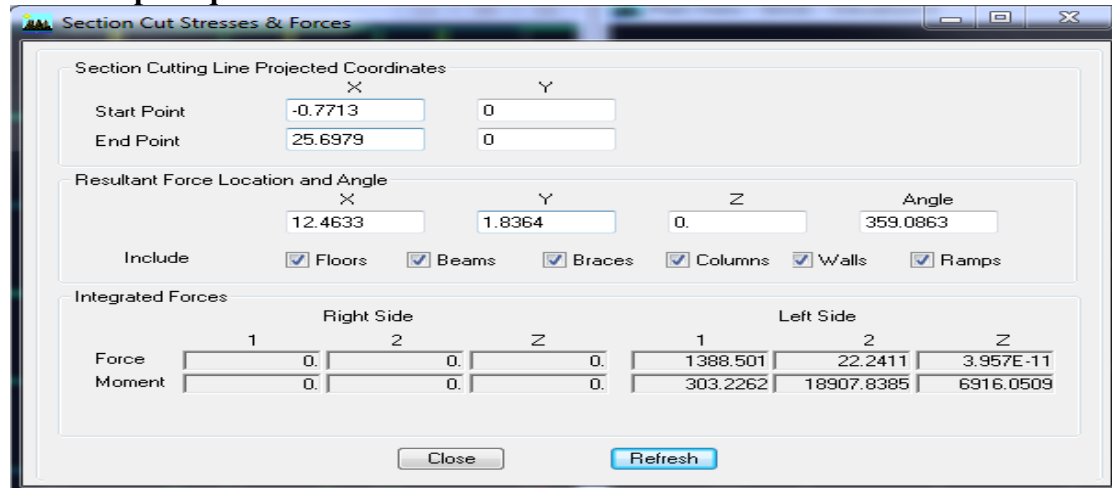 Section Cut Stresses & Forces
Section Cutting Line Projected Coordinates
X Y
Start Point -0.7713 0
End Point 25.6979 0
Resultant Force Location and Angle
X Y Z Angle
12.4633 1.8364 0. 359.0863
Include Floors Beams Braces Columns Walls Ramps
Integrated Forces
Right Side Left Side
1 2 Z 1 2 Z
Force 0. 0. 0. 1388.501 22.2411 3.957E-11
Moment 0. 0. 0. 303.2262 18907.8385 6916.0509
Close Refresh